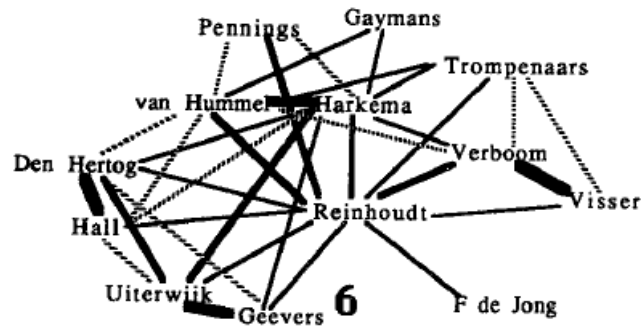 Gaymans
Pennings
Trompenaars
van Hummel Harkema
Verboom
Den Hertog
Visser
Reinhoudt
Hall
Uiterwijk
Geevers
6
F de Jong